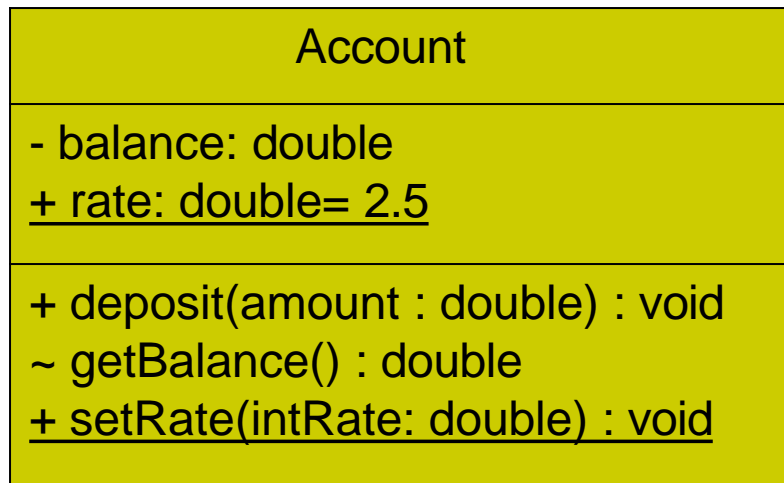 Account
- balance: double
+ rate: double= 2.5
+ deposit(amount : double) : void
~ getBalance() : double
+ setRate(intRate: double) : void